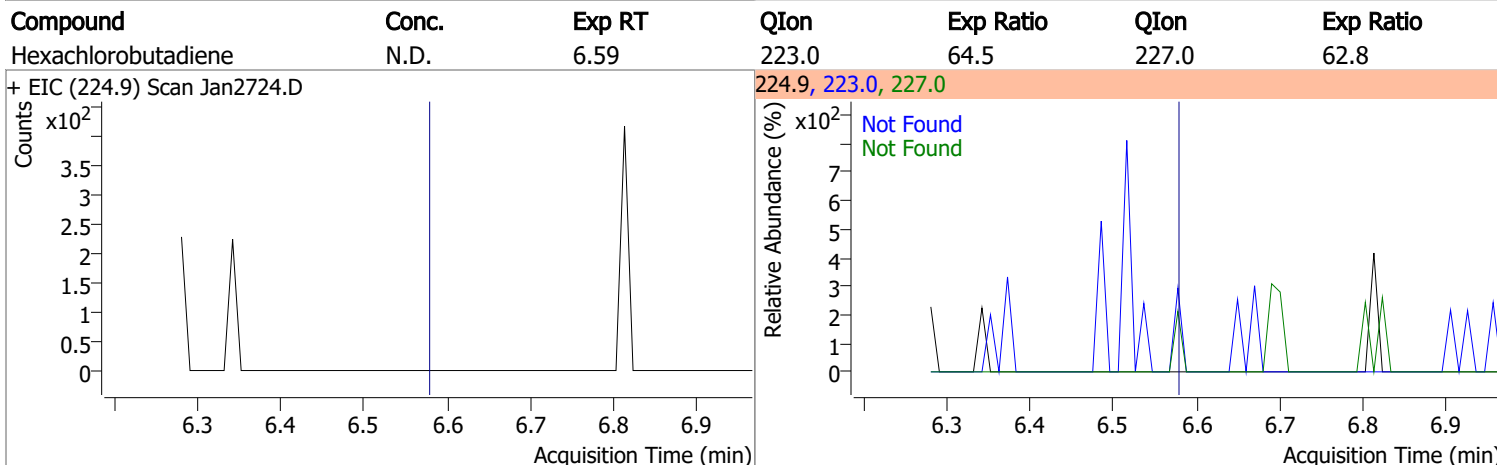 Compound Conc. Exp RT QIon Exp Ratio QIon Exp Ratio
Hexachlorobutadiene N.D. 6.59 223.0 64.5 227.0 62.8
+ EIC (224.9) Scan Jan2724.D
Counts
x10²
3.5
3
2.5
2
1.5
1
0.5
0
6.3 6.4 6.5 6.6 6.7 6.8 6.9
Acquisition Time (min)
224.9, 223.0, 227.0
Relative Abundance (%)
x10²
Not Found
Not Found
7
6
5
4
3
2
1
0
6.3 6.4 6.5 6.6 6.7 6.8 6.9
Acquisition Time (min)